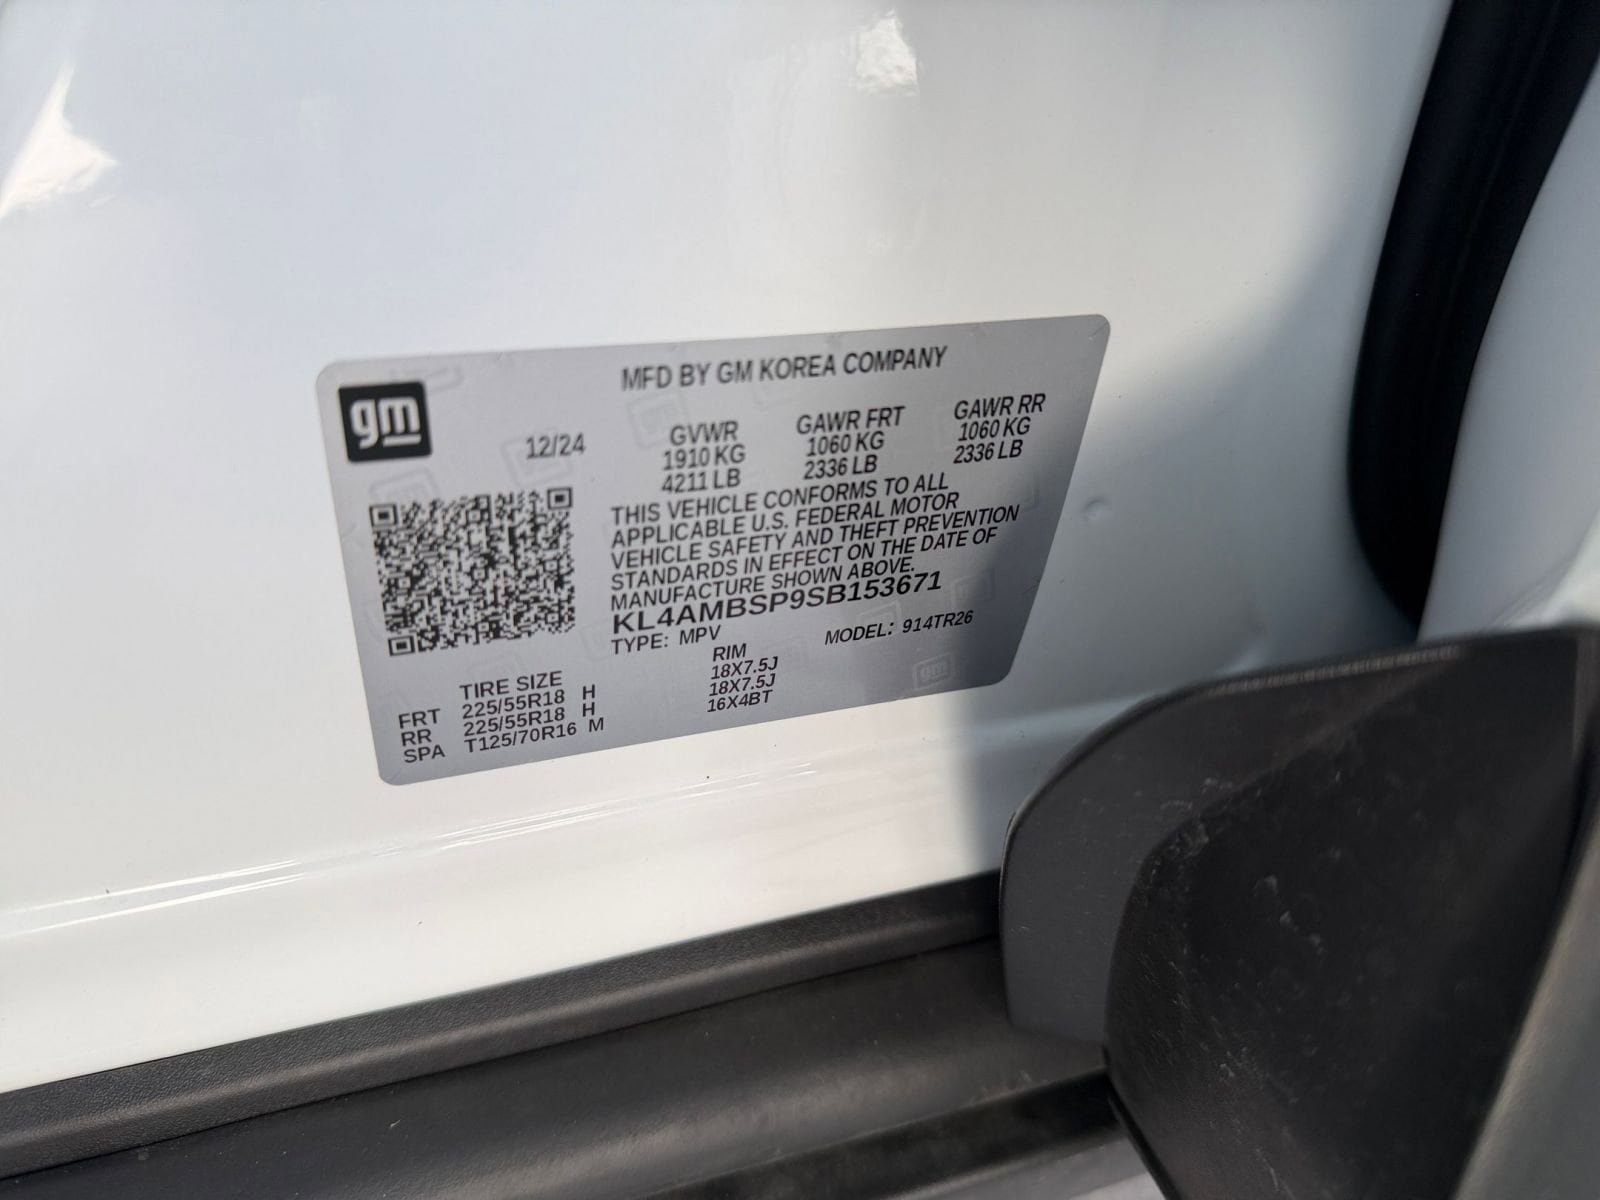 MFD BY GM KOREA COMPANY
gm
12/24
GVWR GAWR FRT GAWR RR
1910 KG 1060 KG 1060 KG
4211 LB 2336 LB 2336 LB
THIS VEHICLE CONFORMS TO ALL
APPLICABLE U.S. FEDERAL MOTOR
VEHICLE SAFETY AND THEFT PREVENTION
STANDARDS IN EFFECT ON THE DATE OF
MANUFACTURE SHOWN ABOVE.
KL4AMBSP9SB153671
TYPE: MPV MODEL: 914TR26
TIRE SIZE RIM
FRT 225/55R18 H 18X7.5J
RR 225/55R18 H 18X7.5J
SPA T125/70R16 M 16X4BT